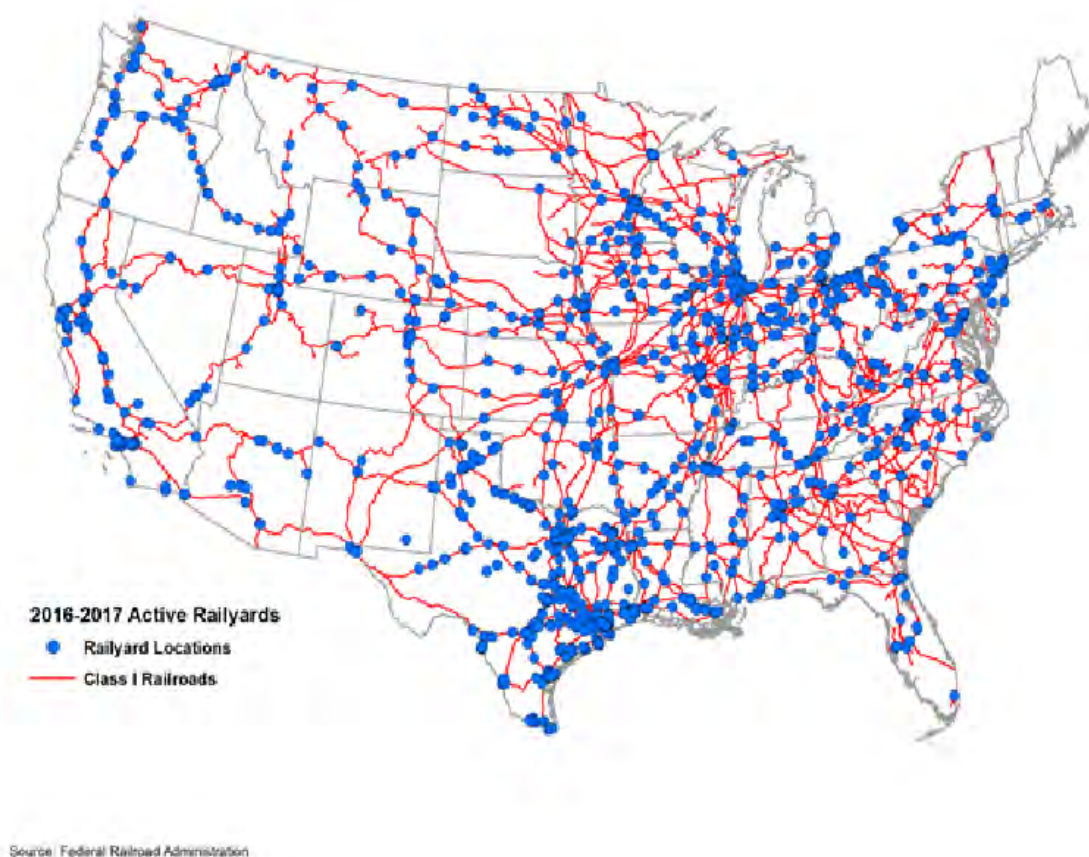 2016-2017 Active Railyards
Railyard Locations
Class I Railroads
Source: Federal Railroad Administration